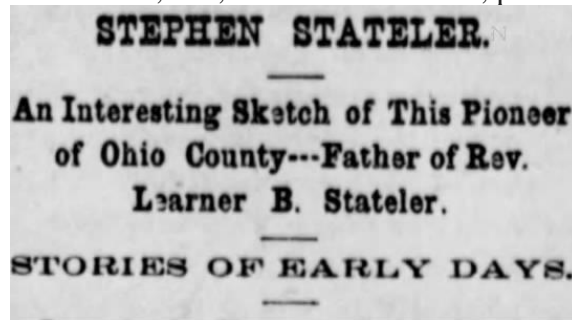 STEPHEN STATELER.
An Interesting Sketch of This Pioneer
of Ohio County---Father of Rev.
Learner B. Stateler.
STORIES OF EARLY DAYS.